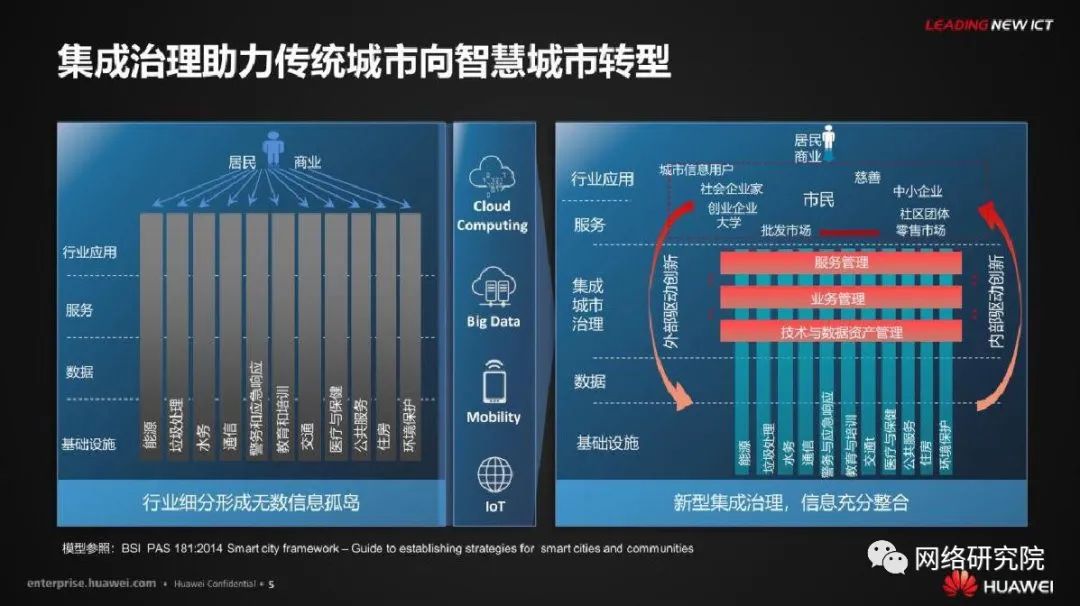 LEADING NEW ICT
集成治理助力传统城市向智慧城市转型
居民
商业
行业应用
服务
数据
基础设施
能源
垃圾处理
水务
通信
警务和应急响应
教育和培训
交通
医疗与保健
公共服务
住房
环境保护
行业细分形成无数信息孤岛
Cloud
Computing
Big Data
Mobility
IoT
居民
商业
行业应用
服务
集成
城市
治理
数据
基础设施
城市信息用户
社会企业家
创业企业
大学
批发市场
市民
慈善
中小企业
社区团体
零售市场
外部驱动创新
服务管理
业务管理
技术与数据资产管理
内部驱动创新
能源
垃圾处理
水务
通信
警务与应急响应
教育与培训
交通t
医疗与保健
公共服务
住房
环境保护
新型集成治理，信息充分整合
模型参照：BSI PAS 181:2014 Smart city framework – Guide to establishing strategies for smart cities and communities
enterprise.huawei.com • Huawei Confidential • 5
网络研究院
HUAWEI